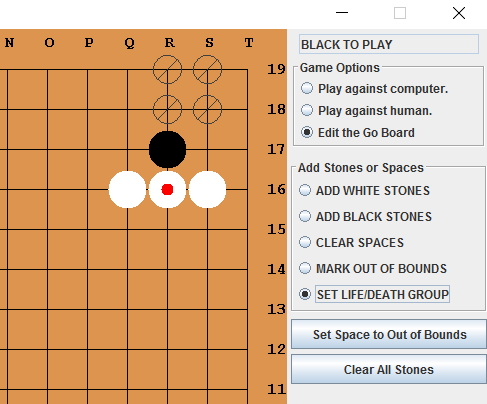 N O P Q R S T
19
18
17
16
15
14
13
12
11
BLACK TO PLAY
Game Options
Play against computer.
Play against human.
Edit the Go Board
Add Stones or Spaces
ADD WHITE STONES
ADD BLACK STONES
CLEAR SPACES
MARK OUT OF BOUNDS
SET LIFE/DEATH GROUP
Set Space to Out of Bounds
Clear All Stones